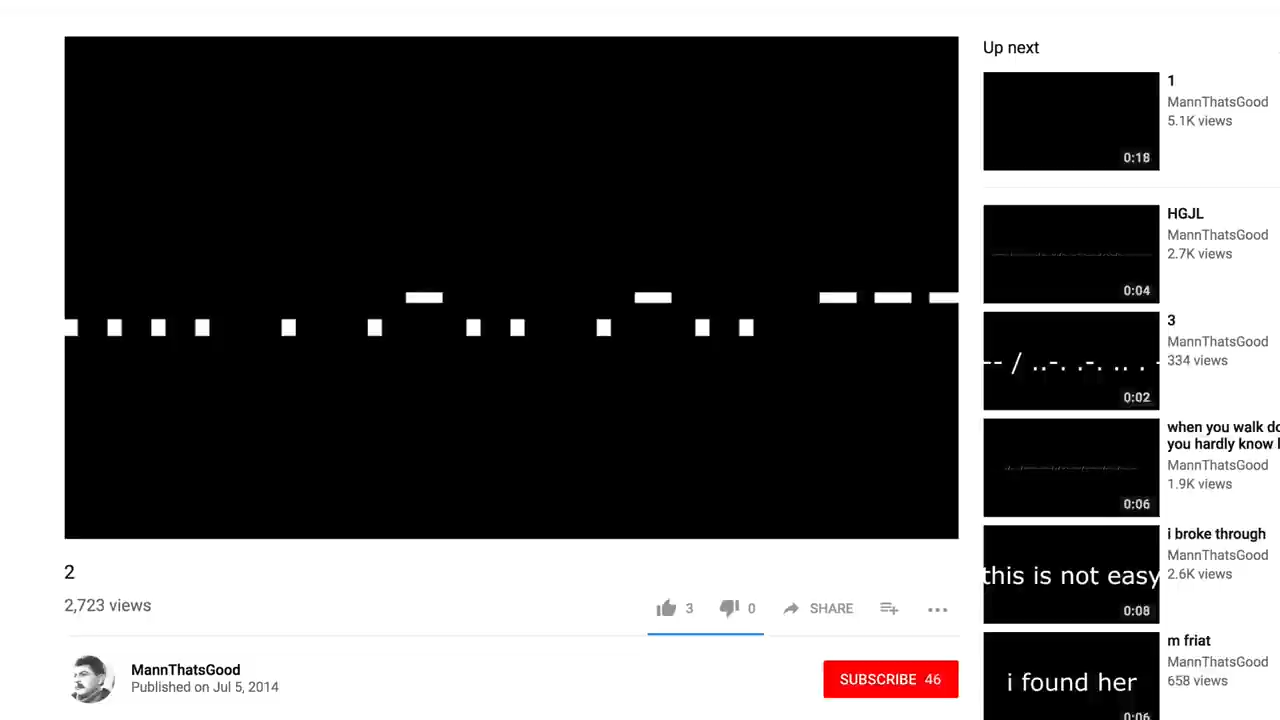 .... . .-.. .-.. ---
2
2,723 views
3
0
SHARE
MannThatsGood
Published on Jul 5, 2014
SUBSCRIBE 46
Up next
0:18
1
MannThatsGood
5.1K views
0:04
HGJL
MannThatsGood
2.7K views
-- / ..-. .-. .. . -
0:02
3
MannThatsGood
334 views
0:06
when you walk do
you hardly know
MannThatsGood
1.9K views
this is not easy
0:08
i broke through
MannThatsGood
2.6K views
i found her
0:06
m friat
MannThatsGood
658 views